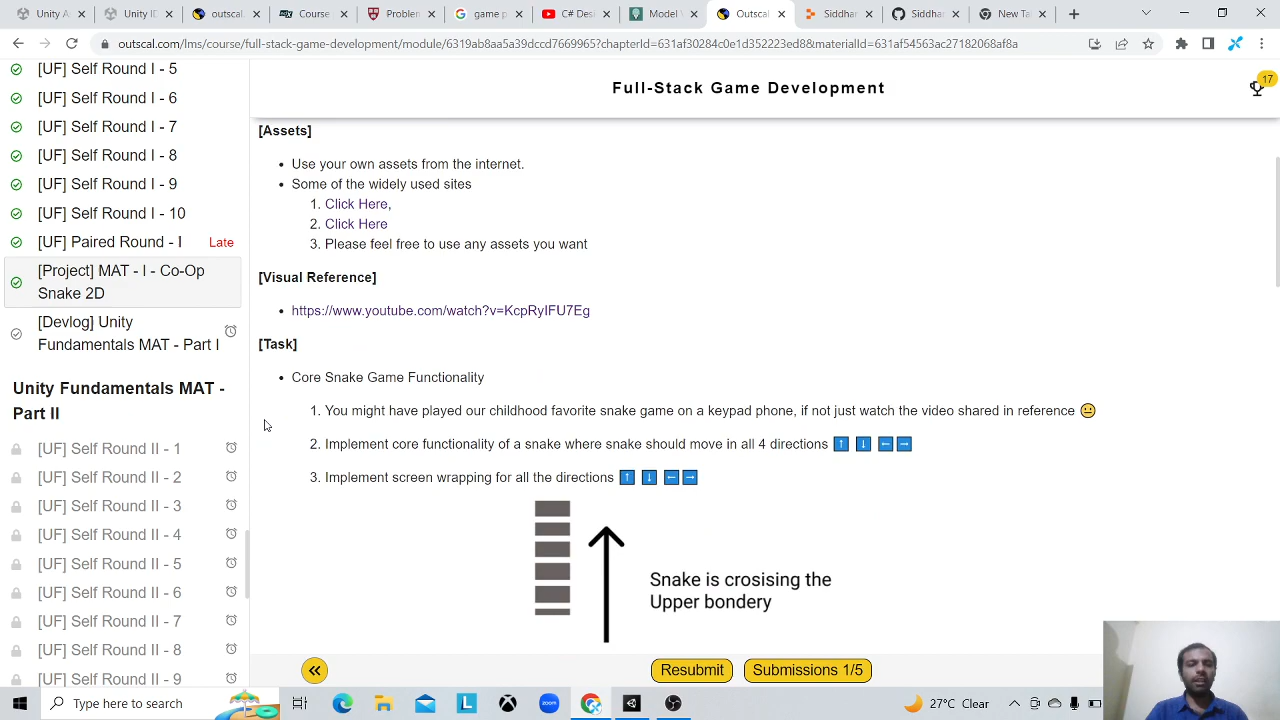 Unity ID
Unity ID
Outscal
Course
Problem
game p
C# Desi
Model V
Outscal
Siddhar
Siddha
New Ta
outscal.com/lms/course/full-stack-game-development/module/6319ab8aa5a39dcd7669965?chapterId=631af30284c0e1d352223ed88&materialId=631af54563ac27182068af8a
[UF] Self Round I - 5
[UF] Self Round I - 6
[UF] Self Round I - 7
[UF] Self Round I - 8
[UF] Self Round I - 9
[UF] Self Round I - 10
[UF] Paired Round - I Late
[Project] MAT - I - Co-Op
Snake 2D
[Devlog] Unity
Fundamentals MAT - Part I
Unity Fundamentals MAT -
Part II
[UF] Self Round II - 1
[UF] Self Round II - 2
[UF] Self Round II - 3
[UF] Self Round II - 4
[UF] Self Round II - 5
[UF] Self Round II - 6
[UF] Self Round II - 7
[UF] Self Round II - 8
[UF] Self Round II - 9
Full-Stack Game Development
17
[Assets]
• Use your own assets from the internet.
• Some of the widely used sites
1. Click Here,
2. Click Here
3. Please feel free to use any assets you want
[Visual Reference]
• https://www.youtube.com/watch?v=KcpRyIFU7Eg
[Task]
• Core Snake Game Functionality
1. You might have played our childhood favorite snake game on a keypad phone, if not just watch the video shared in reference 😐
2. Implement core functionality of a snake where snake should move in all 4 directions ⬆️ ⬇️ ⬅️ ➡️
3. Implement screen wrapping for all the directions ⬆️ ⬇️ ⬅️ ➡️
Snake is crosising the
Upper bondery
Resubmit
Submissions 1/5
Type here to search
zoom
27°C Clear
11:04 PM